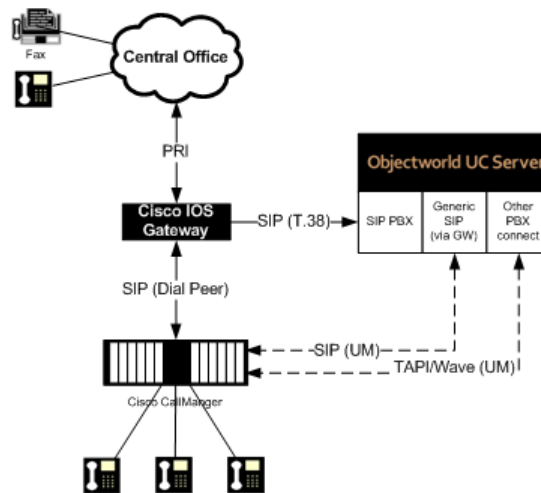 Fax
Central Office
PRI
Objectworld UC Server
Cisco IOS
Gateway
SIP (T.38)
SIP PBX
Generic
SIP
(via GW)
Other
PBX
connect
SIP (Dial Peer)
SIP (UM)
TAPI/Wave (UM)
Cisco CallManger